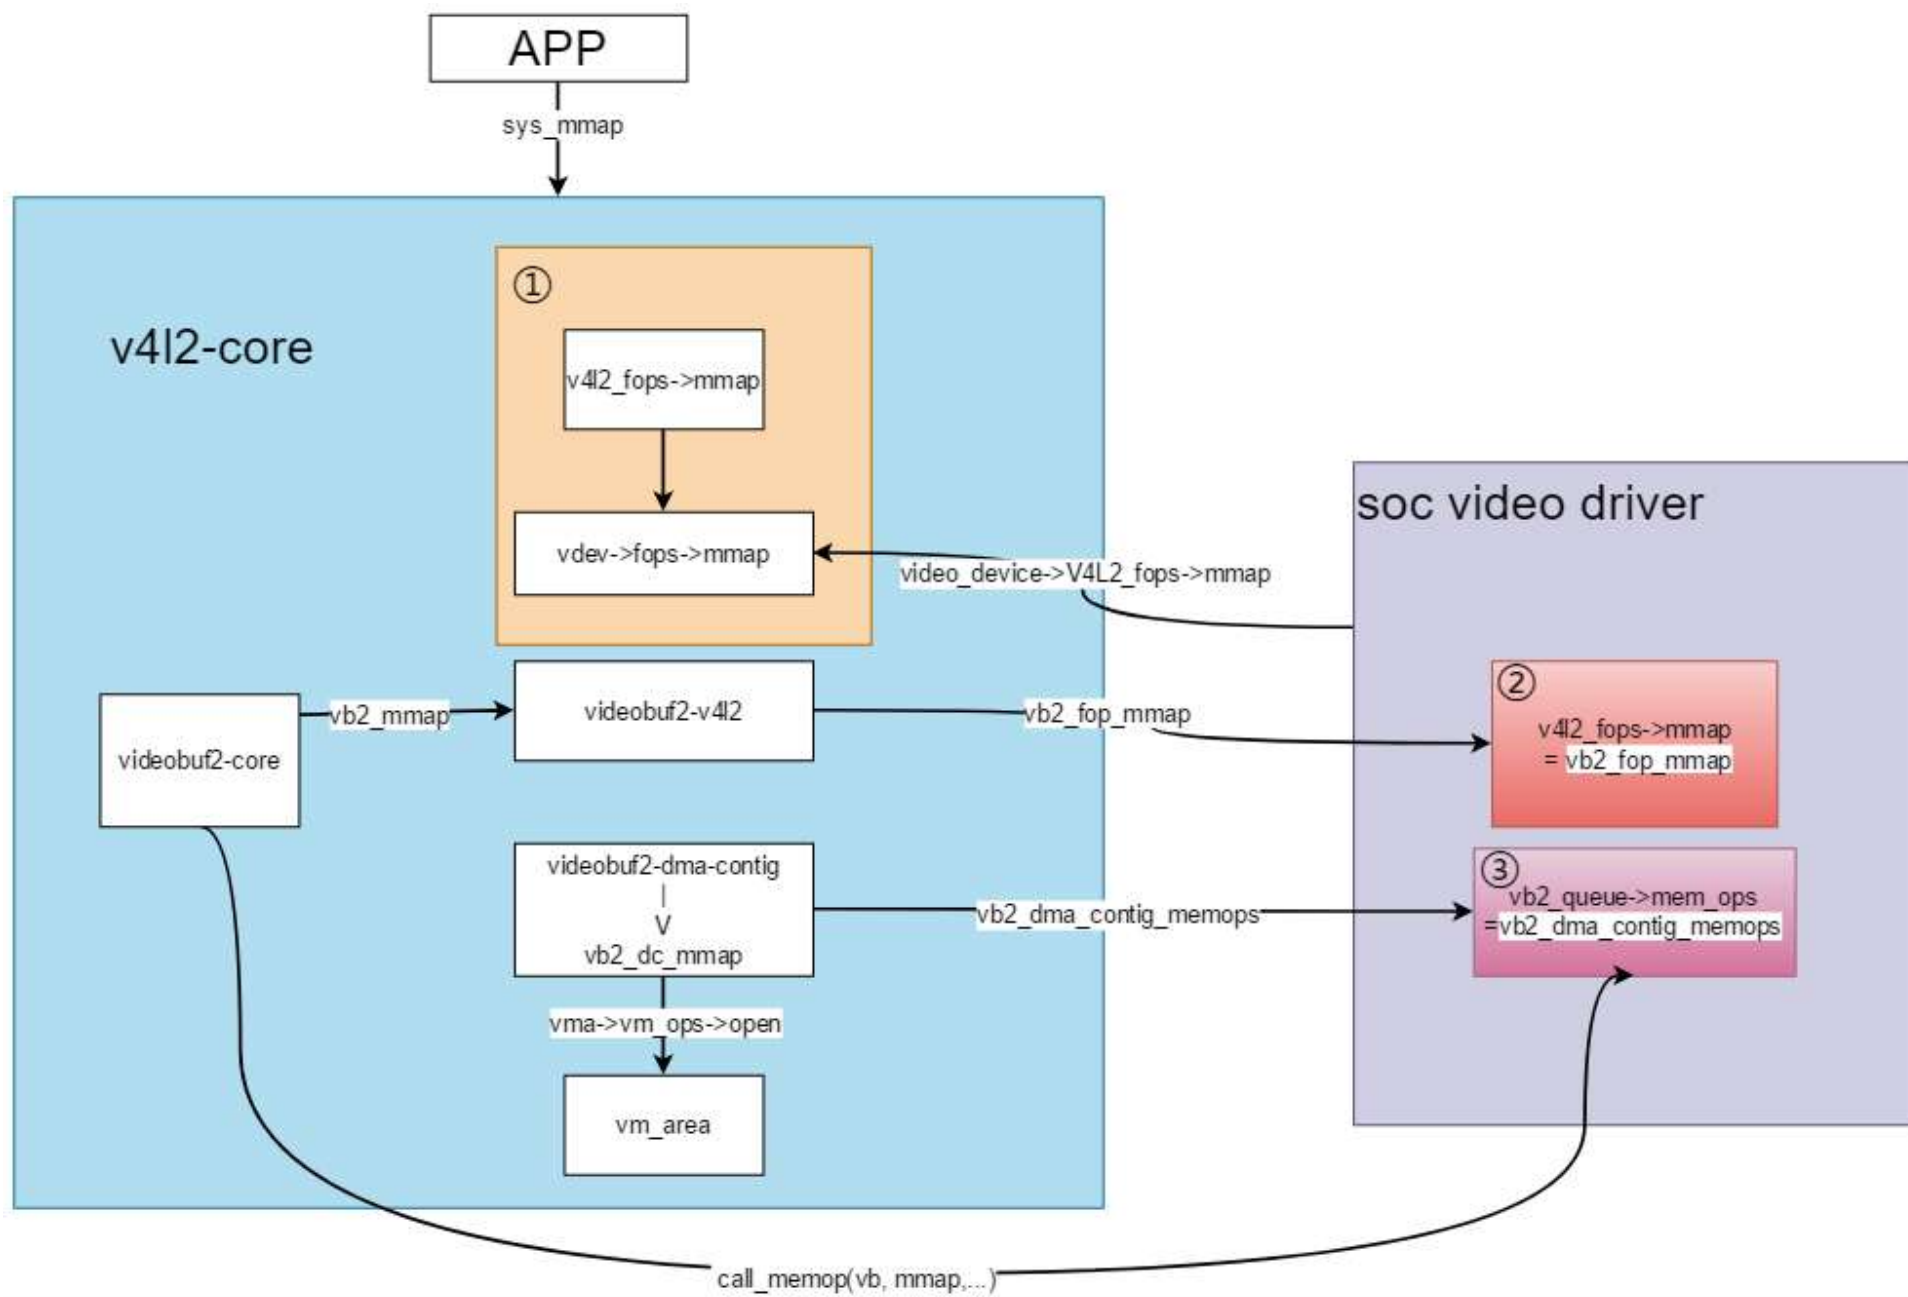 APP
sys_mmap
①
v4l2-core
v4l2_fops->mmap
vdev->fops->mmap
video_device->V4L2_fops->mmap
soc video driver
videobuf2-core
vb2_mmap
videobuf2-v4l2
vb2_fop_mmap
②
v4l2_fops->mmap
= vb2_fop_mmap
videobuf2-dma-contig
|
V
vb2_dc_mmap
vb2_dma_contig_memops
③
vb2_queue->mem_ops
=vb2_dma_contig_memops
vma->vm_ops->open
vm_area
call_memop(vb, mmap,...)